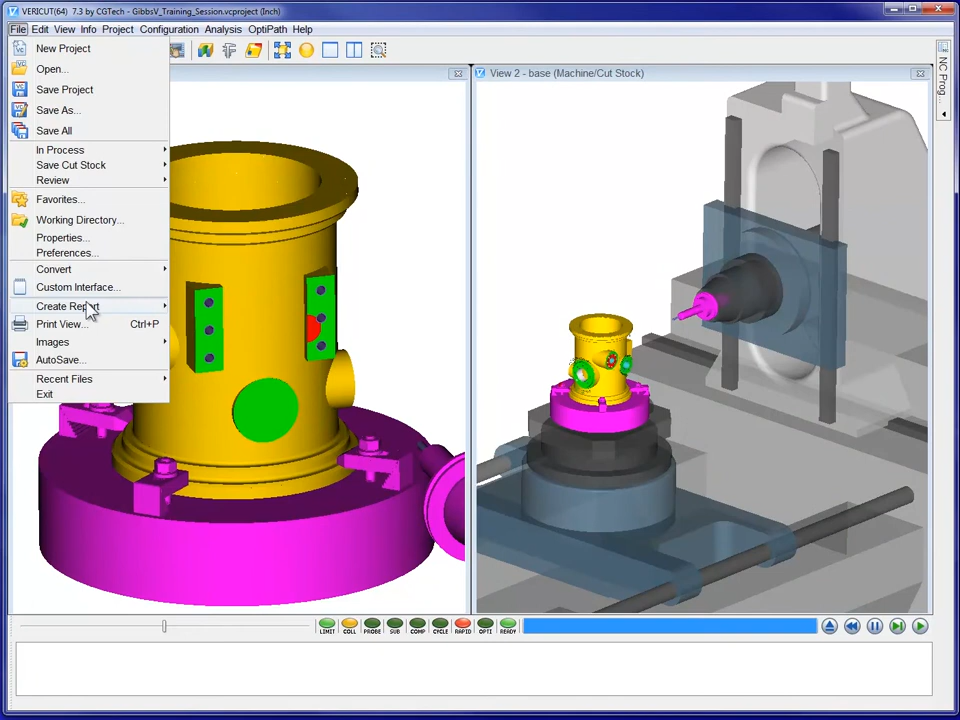 VERICUT(64)  7.3 by CGTech - GibbsV_Training_Session.vcproject (Inch)
File Edit View Info Project Configuration Analysis OptiPath Help
New Project
Open...
Save Project
Save As...
Save All
In Process
Save Cut Stock
Review
Favorites...
Working Directory...
Properties...
Preferences...
Convert
Custom Interface...
Create Report
Print View... Ctrl+P
Images
AutoSave...
Recent Files
Exit
View 2 - base (Machine/Cut Stock)
NC Prog...
LIMIT COLL PROBE SUB COMP CYCLE RAPID OPTI READY